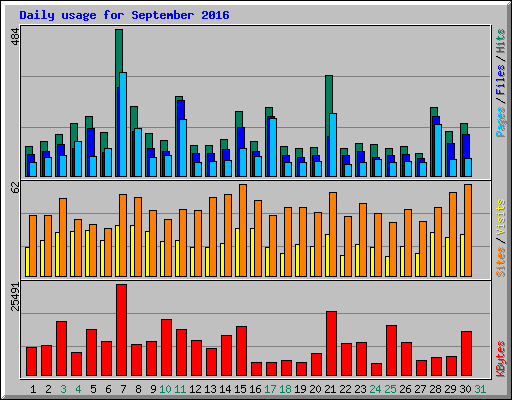 Daily usage for September 2016
484
Pages / Files / Hits
62
Sites / Visits
25491
KBytes
1 2 3 4 5 6 7 8 9 10 11 12 13 14 15 16 17 18 19 20 21 22 23 24 25 26 27 28 29 30 31